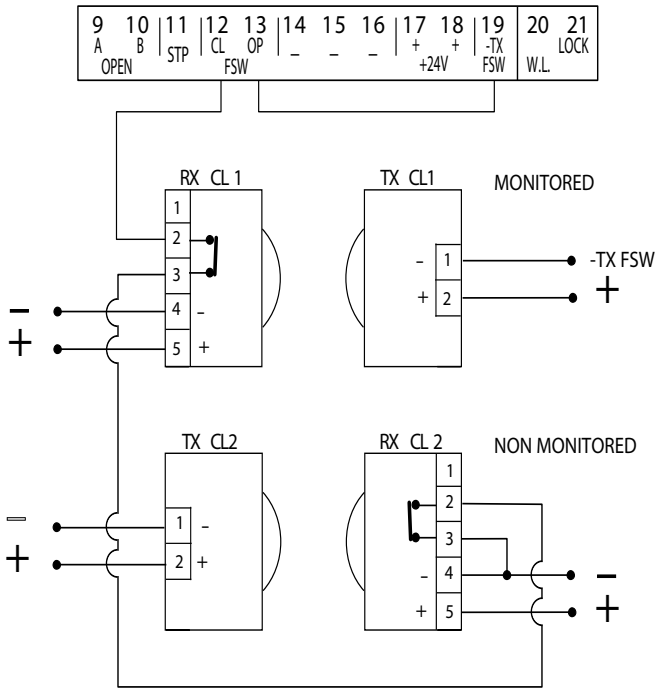 9 10 11 12 13 14 15 16 17 18 19 20 21
A B STP CL OP – – – + + -TX LOCK
OPEN FSW +24V FSW W.L.
RX CL 1 TX CL1 MONITORED
1
2
3
4 –
5 +
– +
– 1 -TX FSW
+ 2 +
TX CL2 RX CL 2 NON MONITORED
– 1 –
+ 2 +
1
2
3
– 4 –
+ 5 +